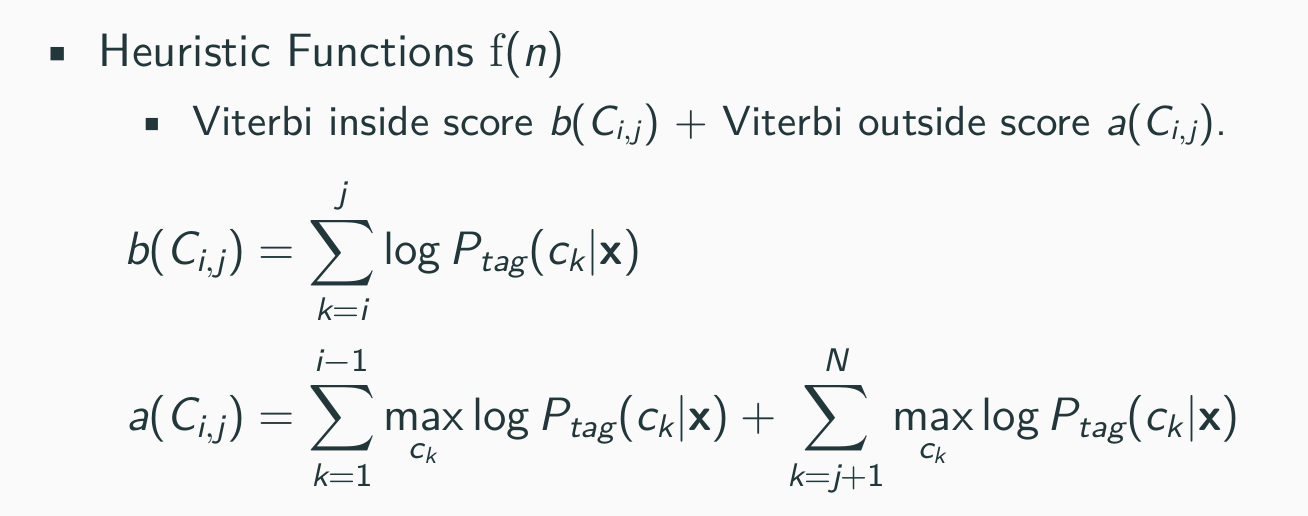 ▪ Heuristic Functions f(n)
▪ Viterbi inside score b(C_{i,j}) + Viterbi outside score a(C_{i,j}).
b(C_{i,j}) = \sum_{k=i}^{j} \log P_{tag}(c_k|\mathbf{x})
a(C_{i,j}) = \sum_{k=1}^{i-1} \max_{c_k} \log P_{tag}(c_k|\mathbf{x}) + \sum_{k=j+1}^{N} \max_{c_k} \log P_{tag}(c_k|\mathbf{x})